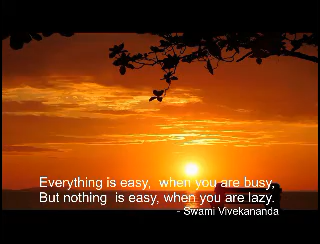 Everything is easy,  when you are busy,
But nothing  is easy, when you are lazy.
- Swami Vivekananda